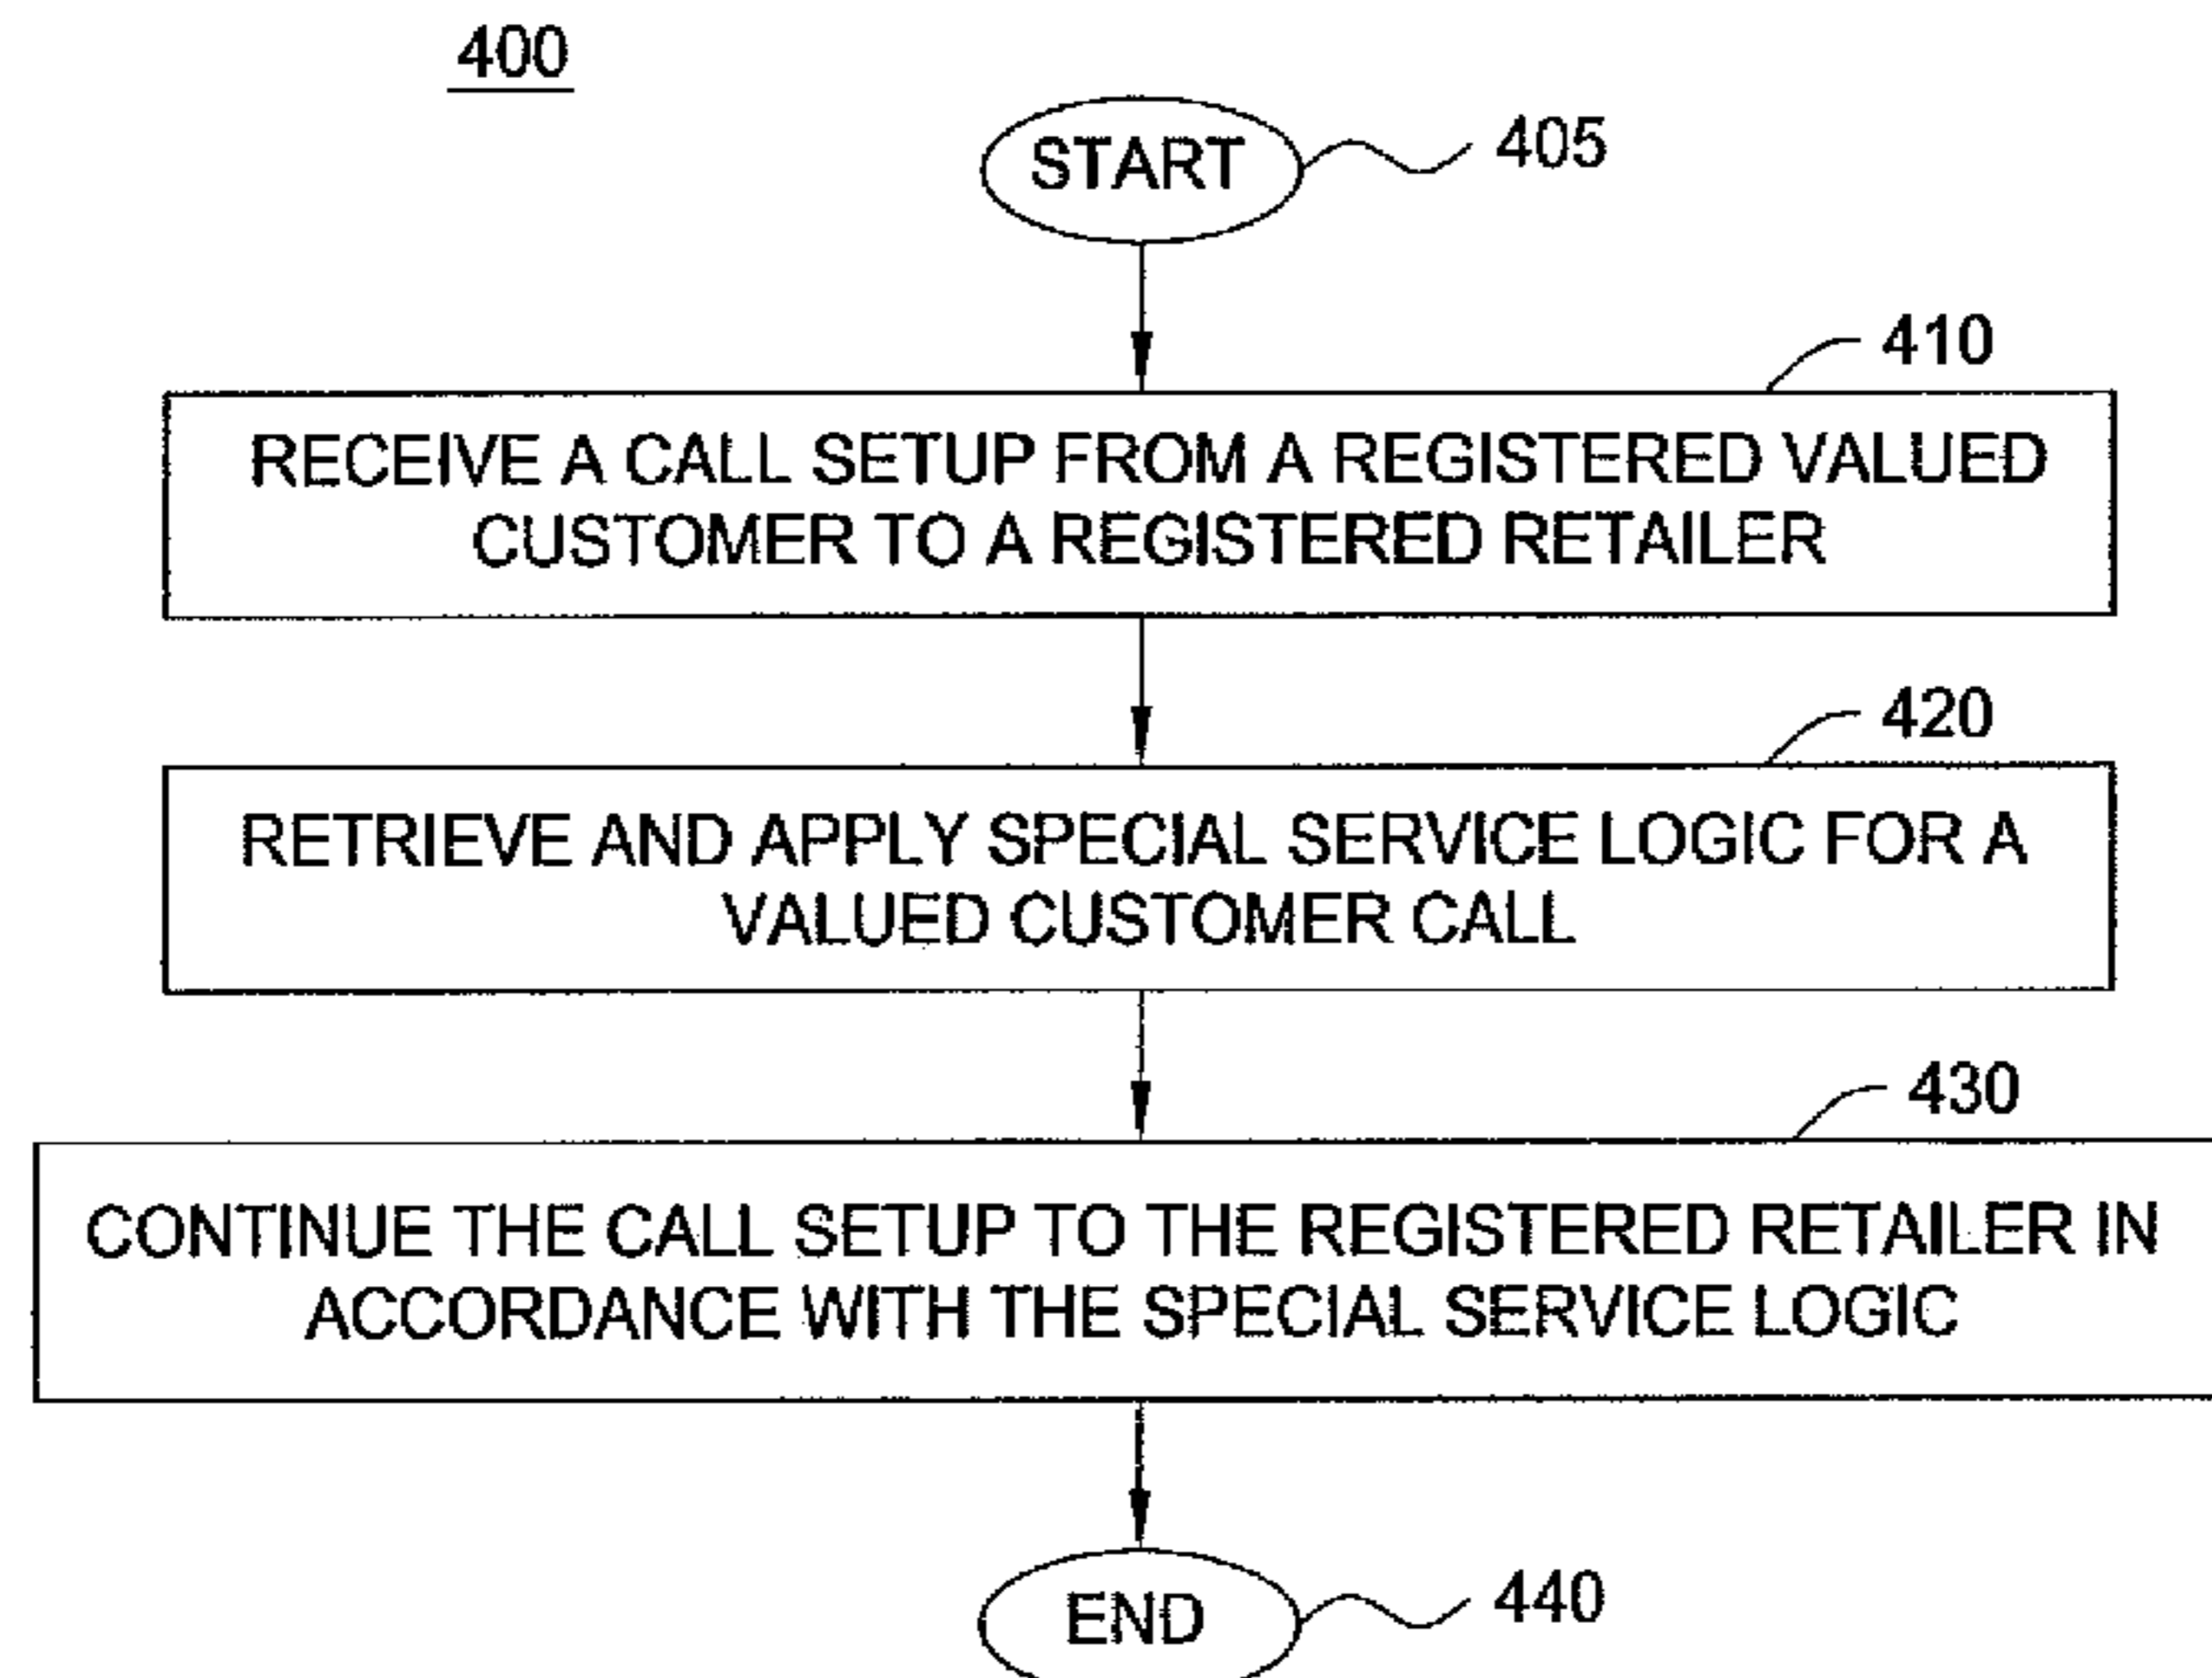 400
START
405
410
RECEIVE A CALL SETUP FROM A REGISTERED VALUED
CUSTOMER TO A REGISTERED RETAILER
420
RETRIEVE AND APPLY SPECIAL SERVICE LOGIC FOR A
VALUED CUSTOMER CALL
430
CONTINUE THE CALL SETUP TO THE REGISTERED RETAILER IN
ACCORDANCE WITH THE SPECIAL SERVICE LOGIC
END
440